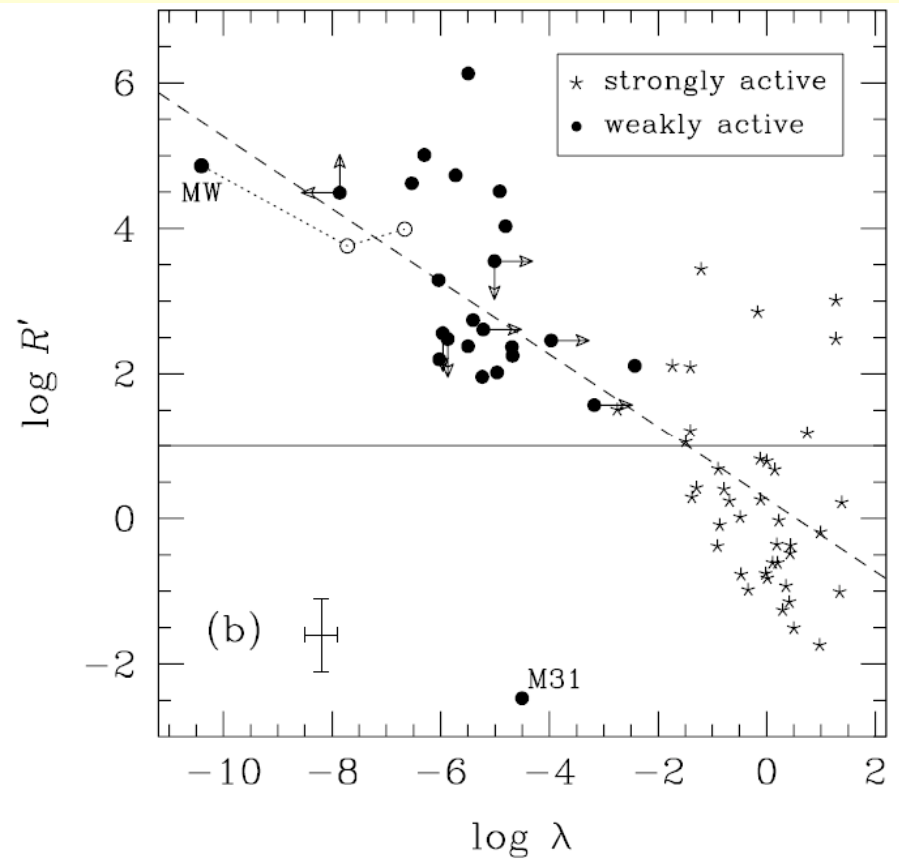 strongly active
weakly active
6
4
2
0
−2
MW
M31
(b)
−10 −8 −6 −4 −2 0 2
log λ
log R′